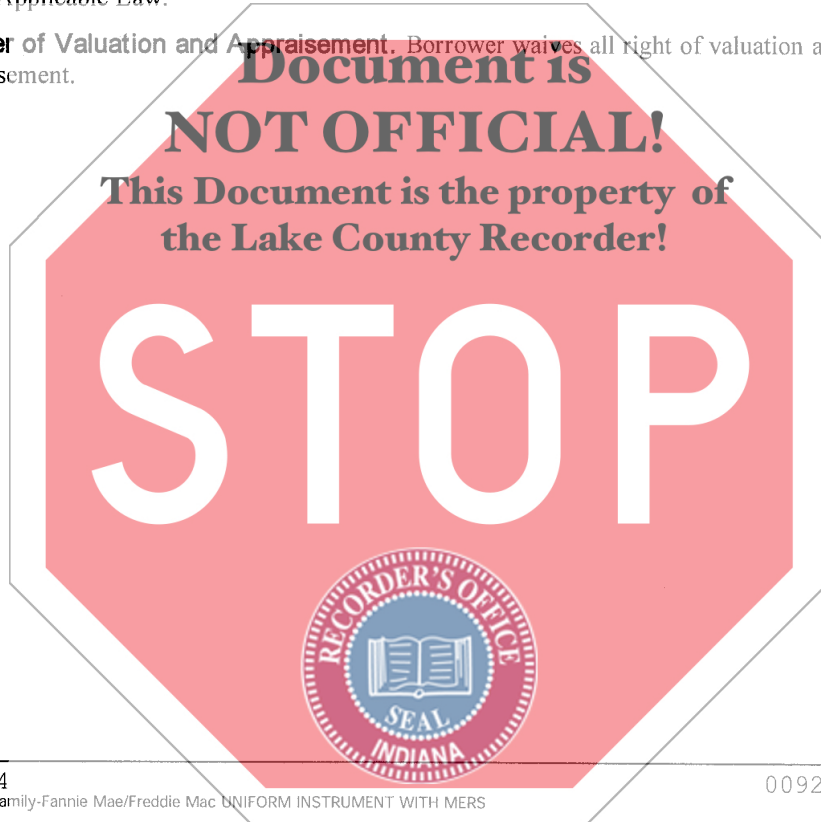 Applicable Law.
er of Valuation and Appraisement. Borrower waives all right of valuation a
sement.
Document is
NOT OFFICIAL!
This Document is the property of
the Lake County Recorder!
STOP
RECORDER'S OFFICE
SEAL
INDIANA
4
0092
amily-Fannie Mae/Freddie Mac UNIFORM INSTRUMENT WITH MERS